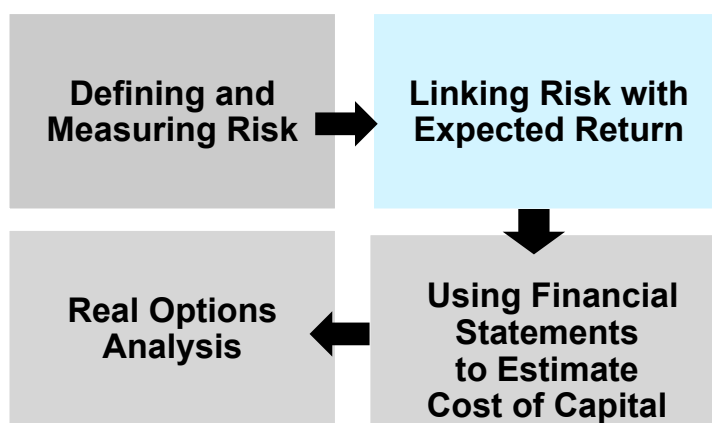 Defining and
Measuring Risk
Linking Risk with
Expected Return
Using Financial
Statements
to Estimate
Cost of Capital
Real Options
Analysis